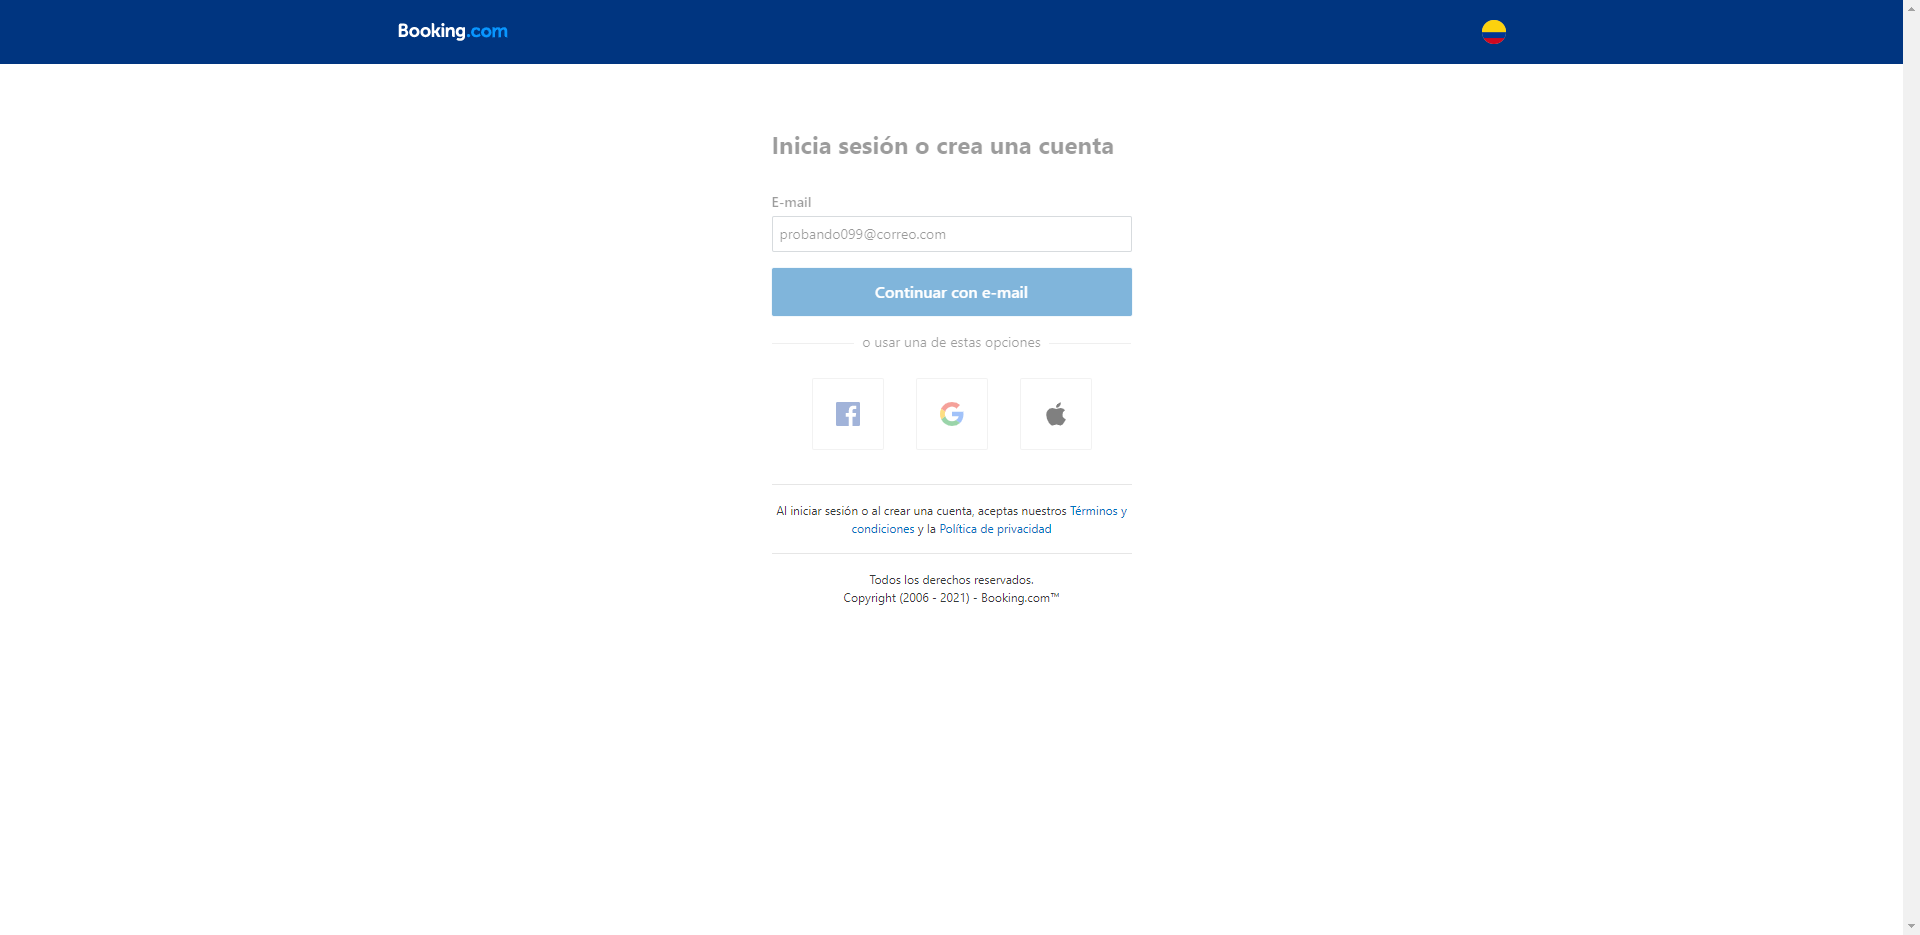 Booking.com
Inicia sesión o crea una cuenta
E-mail
probando099@correo.com
Continuar con e-mail
o usar una de estas opciones
Al iniciar sesión o al crear una cuenta, aceptas nuestros Términos y
condiciones y la Política de privacidad
Todos los derechos reservados.
Copyright (2006 - 2021) - Booking.com™